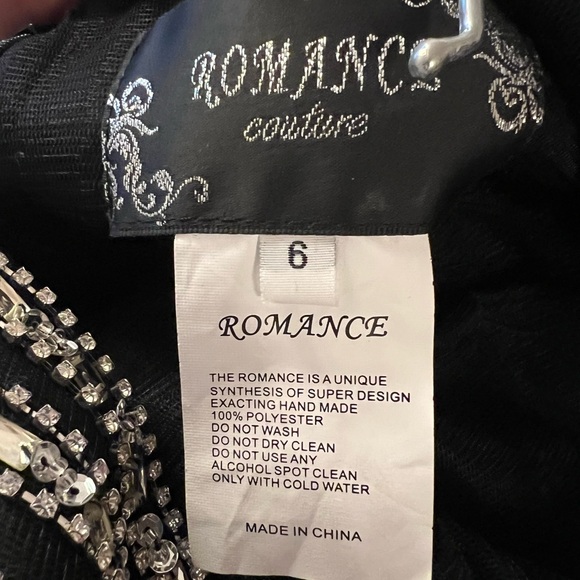 ROMANCE
couture
6
ROMANCE
THE ROMANCE IS A UNIQUE
SYNTHESIS OF SUPER DESIGN
EXACTING HAND MADE
100% POLYESTER
DO NOT WASH
DO NOT DRY CLEAN
DO NOT USE ANY
ALCOHOL SPOT CLEAN
ONLY WITH COLD WATER
MADE IN CHINA